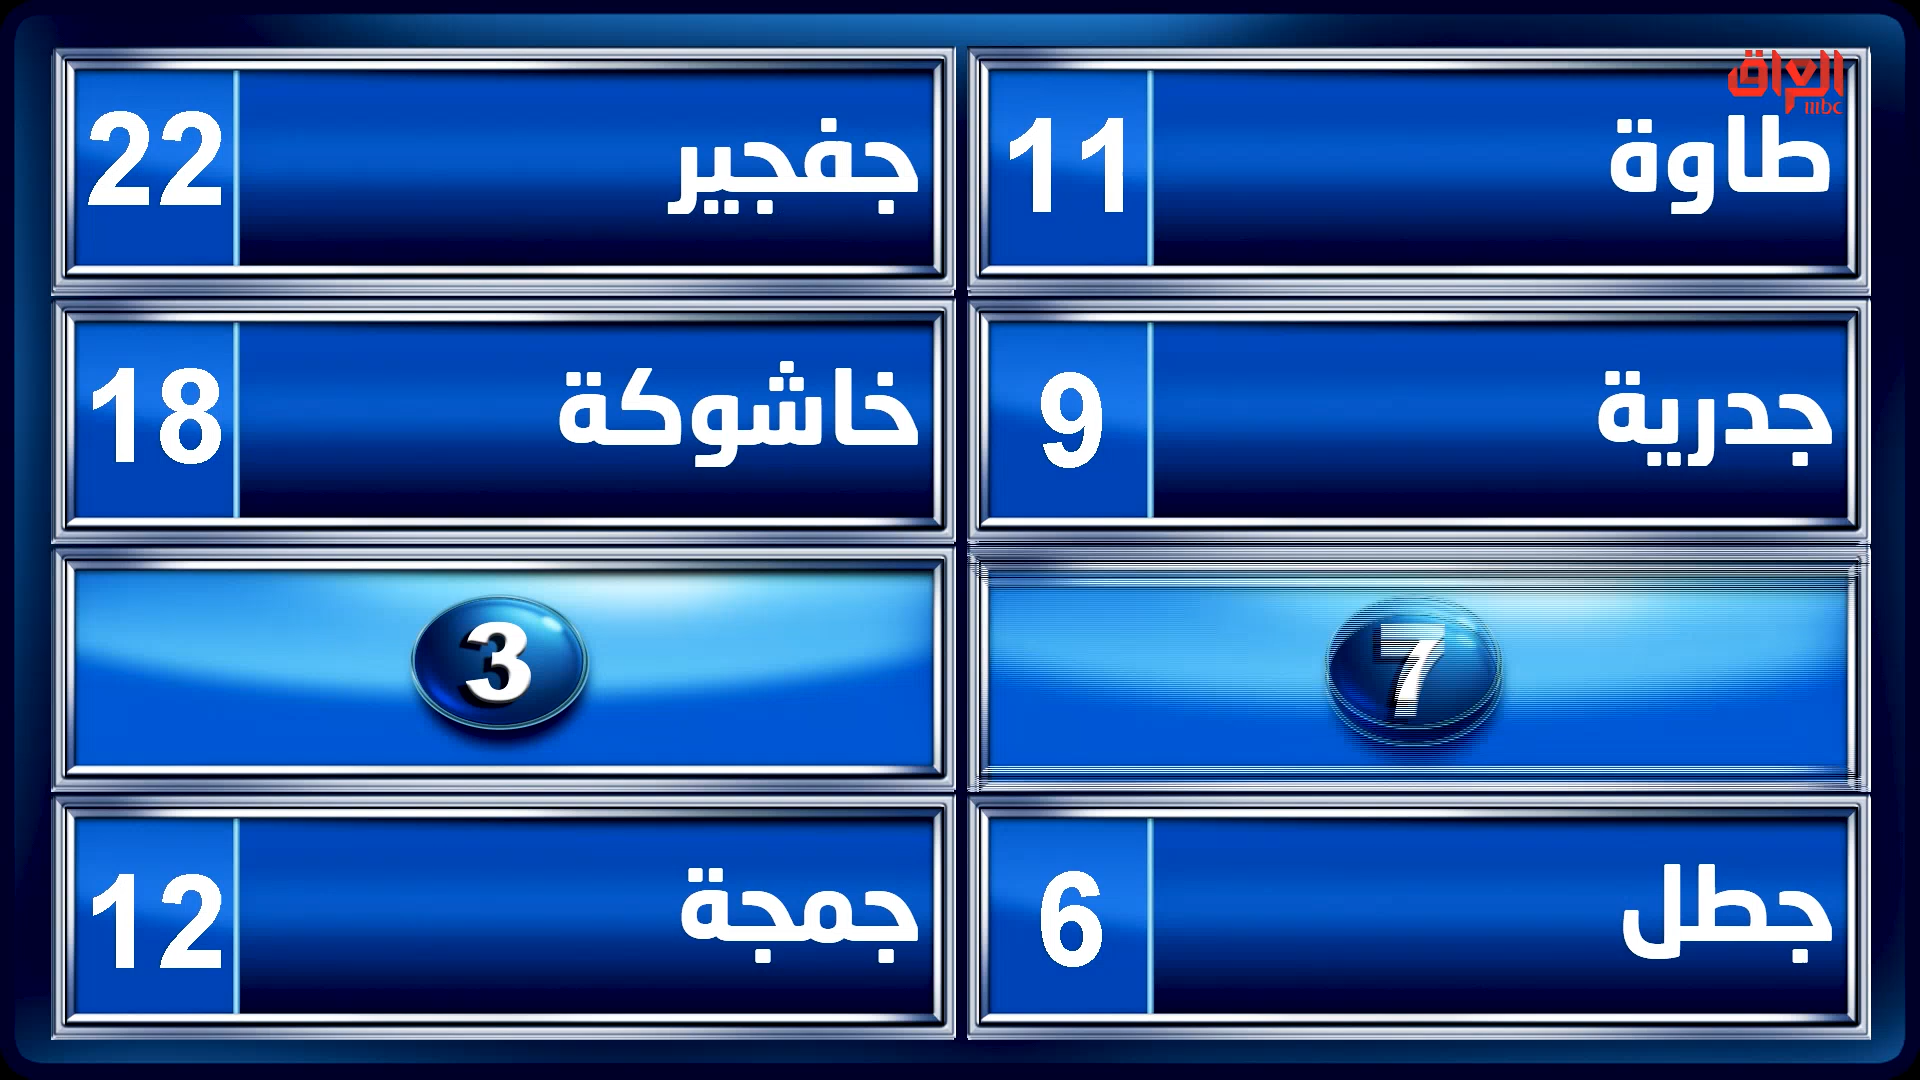 العراق
mbc
طاوة
11
جفجير
22
جدرية
9
خاشوكة
18
7
3
جطل
6
جمجة
12